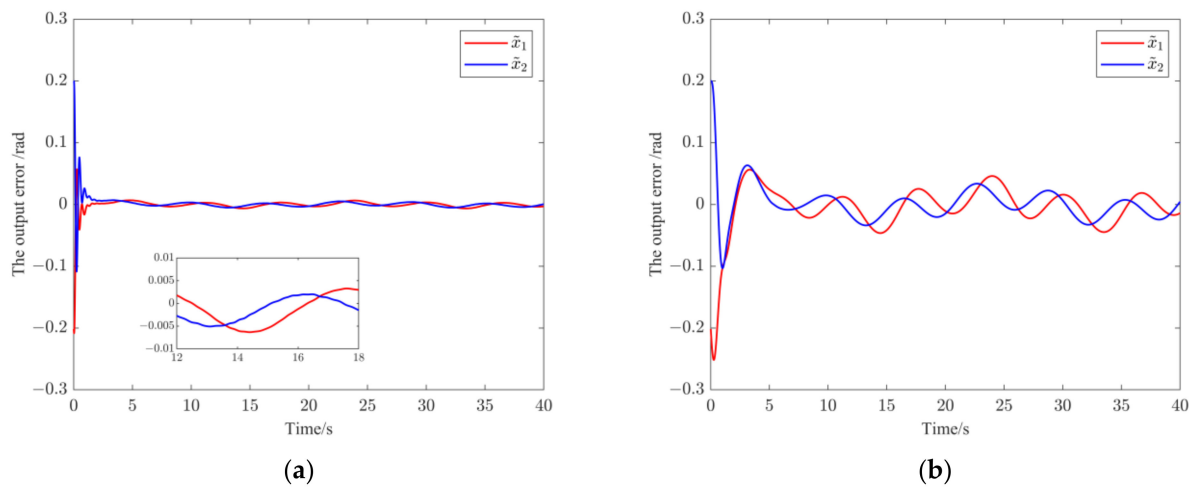 0.3
0.2
0.1
0
−0.1
−0.2
−0.3
The output error /rad
x̃1
x̃2
0.01
0.005
0
−0.005
−0.01
12 14 16 18
0 5 10 15 20 25 30 35 40
Time/s
(a)
0.3
0.2
0.1
0
−0.1
−0.2
−0.3
The output error /rad
x̃1
x̃2
0 5 10 15 20 25 30 35 40
Time/s
(b)